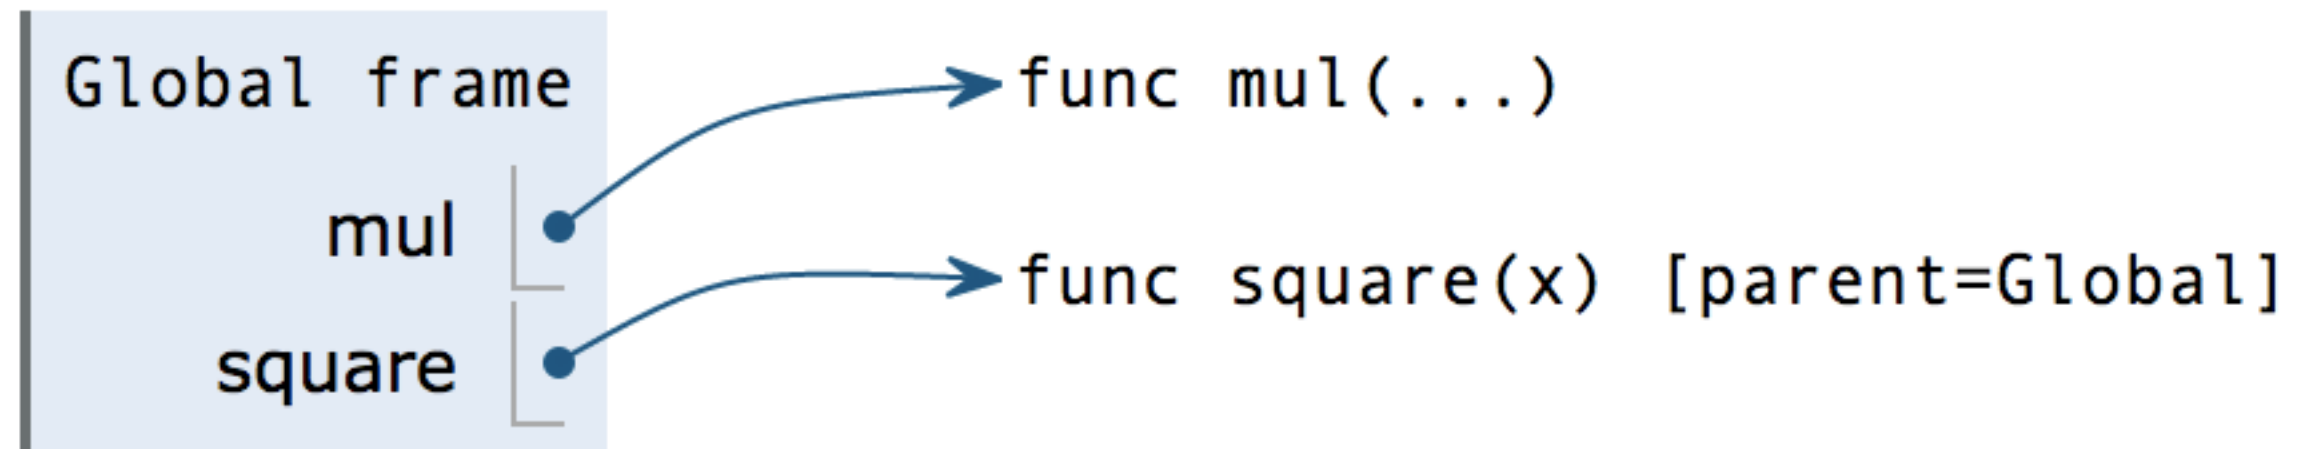 Global frame
func mul(...)
mul
func square(x) [parent=Global]
square